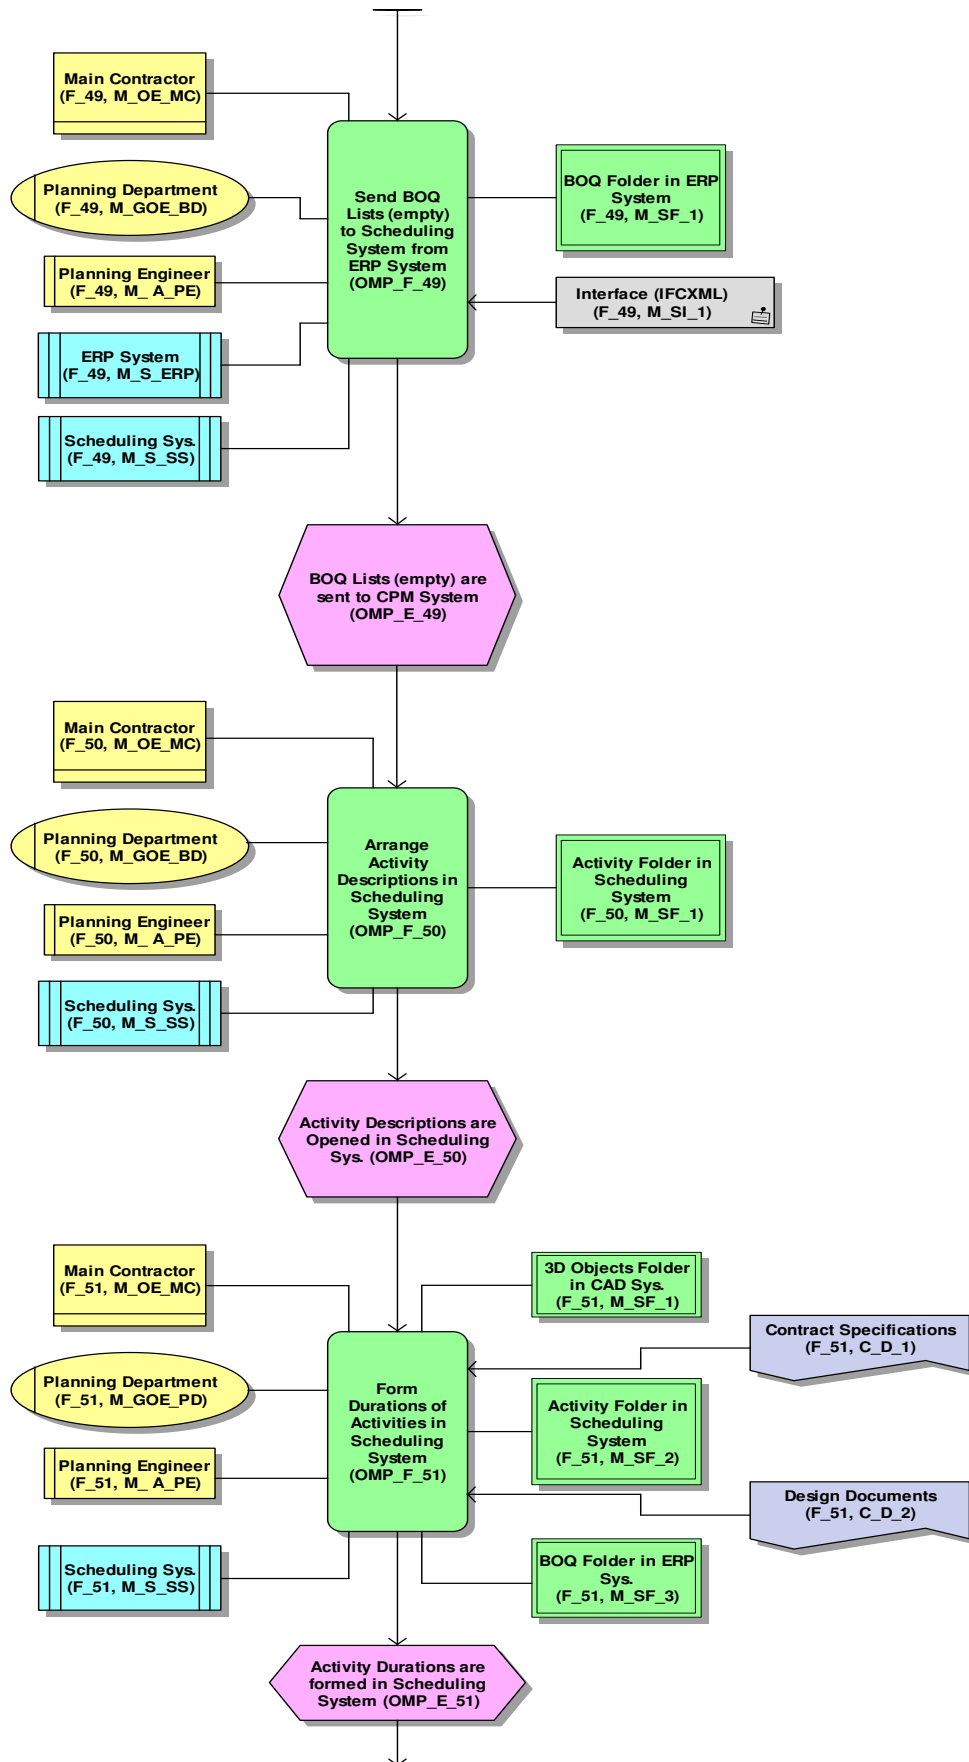 Main Contractor
(F_49, M_OE_MC)
Planning Department
(F_49, M_GOE_BD)
Planning Engineer
(F_49, M_ A_PE)
ERP System
(F_49, M_S_ERP)
Scheduling Sys.
(F_49, M_S_SS)
Send BOQ
Lists (empty)
to Scheduling
System from
ERP System
(OMP_F_49)
BOQ Folder in ERP
System
(F_49, M_SF_1)
Interface (IFCXML)
(F_49, M_SI_1)
BOQ Lists (empty) are
sent to CPM System
(OMP_E_49)
Main Contractor
(F_50, M_OE_MC)
Planning Department
(F_50, M_GOE_BD)
Planning Engineer
(F_50, M_ A_PE)
Scheduling Sys.
(F_50, M_S_SS)
Arrange
Activity
Descriptions in
Scheduling
System
(OMP_F_50)
Activity Folder in
Scheduling
System
(F_50, M_SF_1)
Activity Descriptions are
Opened in Scheduling
Sys. (OMP_E_50)
Main Contractor
(F_51, M_OE_MC)
Planning Department
(F_51, M_GOE_PD)
Planning Engineer
(F_51, M_ A_PE)
Scheduling Sys.
(F_51, M_S_SS)
Form
Durations of
Activities in
Scheduling
System
(OMP_F_51)
3D Objects Folder
in CAD Sys.
(F_51, M_SF_1)
Contract Specifications
(F_51, C_D_1)
Activity Folder in
Scheduling
System
(F_51, M_SF_2)
Design Documents
(F_51, C_D_2)
BOQ Folder in ERP
Sys.
(F_51, M_SF_3)
Activity Durations are
formed in Scheduling
System (OMP_E_51)